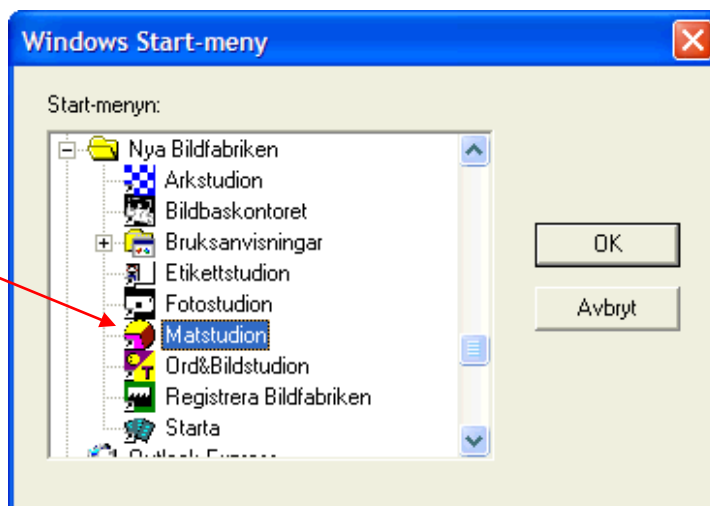 Windows Start-meny
Start-menyn:
Nya Bildfabriken
Arkstudion
Bildbaskontoret
Bruksanvisningar
Etikettstudion
Fotostudion
Matstudion
Ord&Bildstudion
Registrera Bildfabriken
Starta
OK
Avbryt